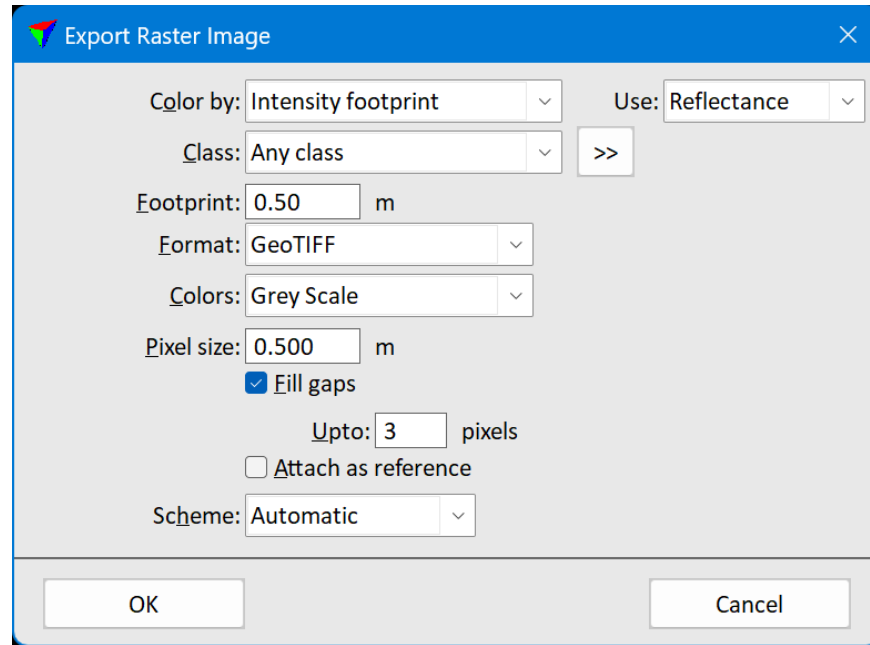 Export Raster Image
Color by: Intensity footprint Use: Reflectance
Class: Any class >>
Footprint: 0.50 m
Format: GeoTIFF
Colors: Grey Scale
Pixel size: 0.500 m
Fill gaps
Upto: 3 pixels
Attach as reference
Scheme: Automatic
OK Cancel